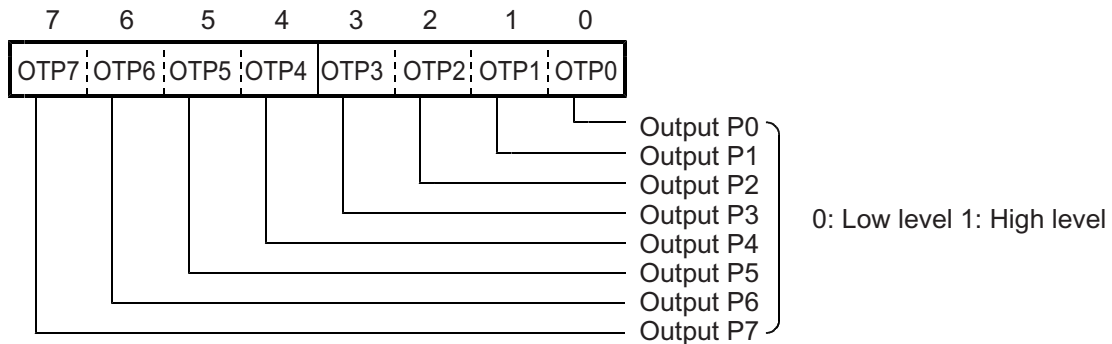 7 6 5 4 3 2 1 0
OTP7 OTP6 OTP5 OTP4 OTP3 OTP2 OTP1 OTP0
Output P0
Output P1
Output P2
Output P3
Output P4
Output P5
Output P6
Output P7
0: Low level 1: High level